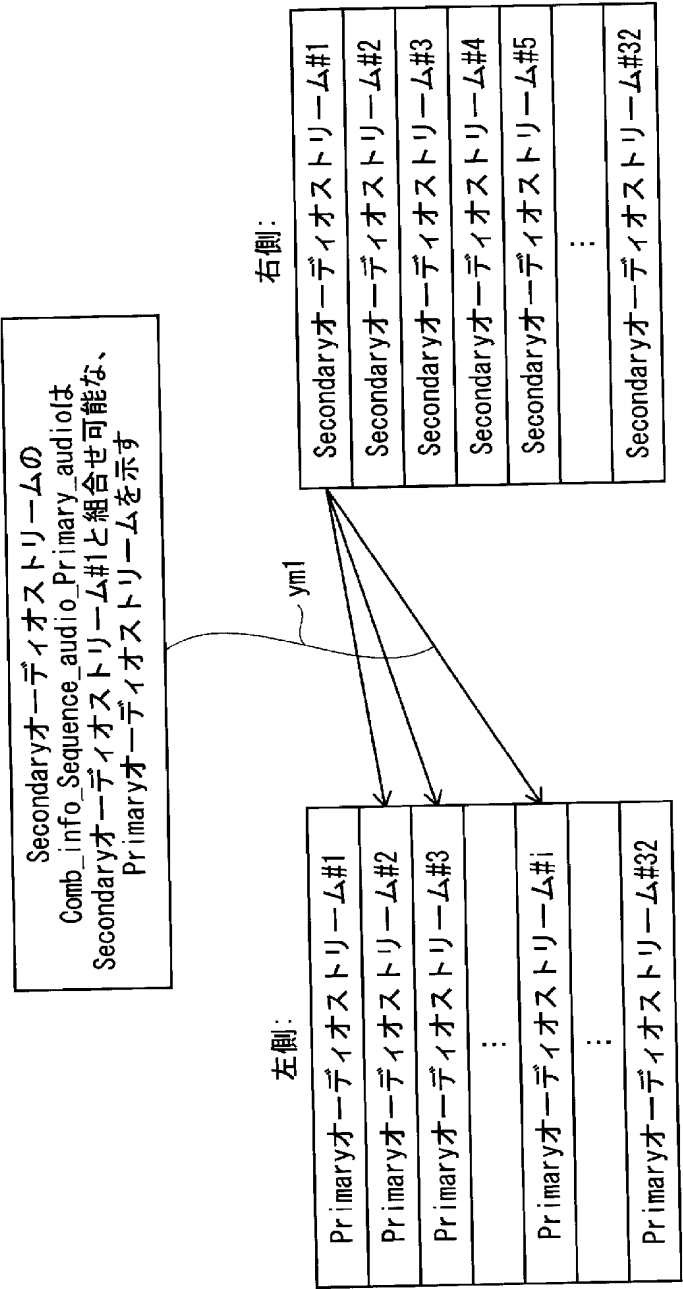 Secondaryオーディオストリームの
Comb_info_Sequence_audio_Primary_audioは
Secondaryオーディオストリーム#1と組合せ可能な、
Primaryオーディオストリームを示す
ym1
左側:
Primaryオーディオストリーム#1
Primaryオーディオストリーム#2
Primaryオーディオストリーム#3
…
Primaryオーディオストリーム#i
…
Primaryオーディオストリーム#32
右側:
Secondaryオーディオストリーム#1
Secondaryオーディオストリーム#2
Secondaryオーディオストリーム#3
Secondaryオーディオストリーム#4
Secondaryオーディオストリーム#5
…
Secondaryオーディオストリーム#32